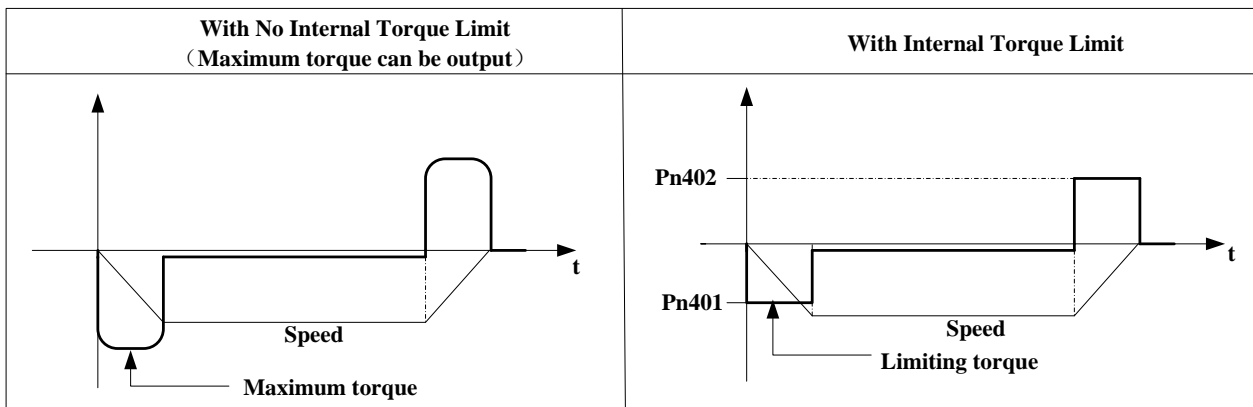 With No Internal Torque Limit
（Maximum torque can be output）
With Internal Torque Limit
t
Speed
Maximum torque
Pn402
Pn401
t
Speed
Limiting torque